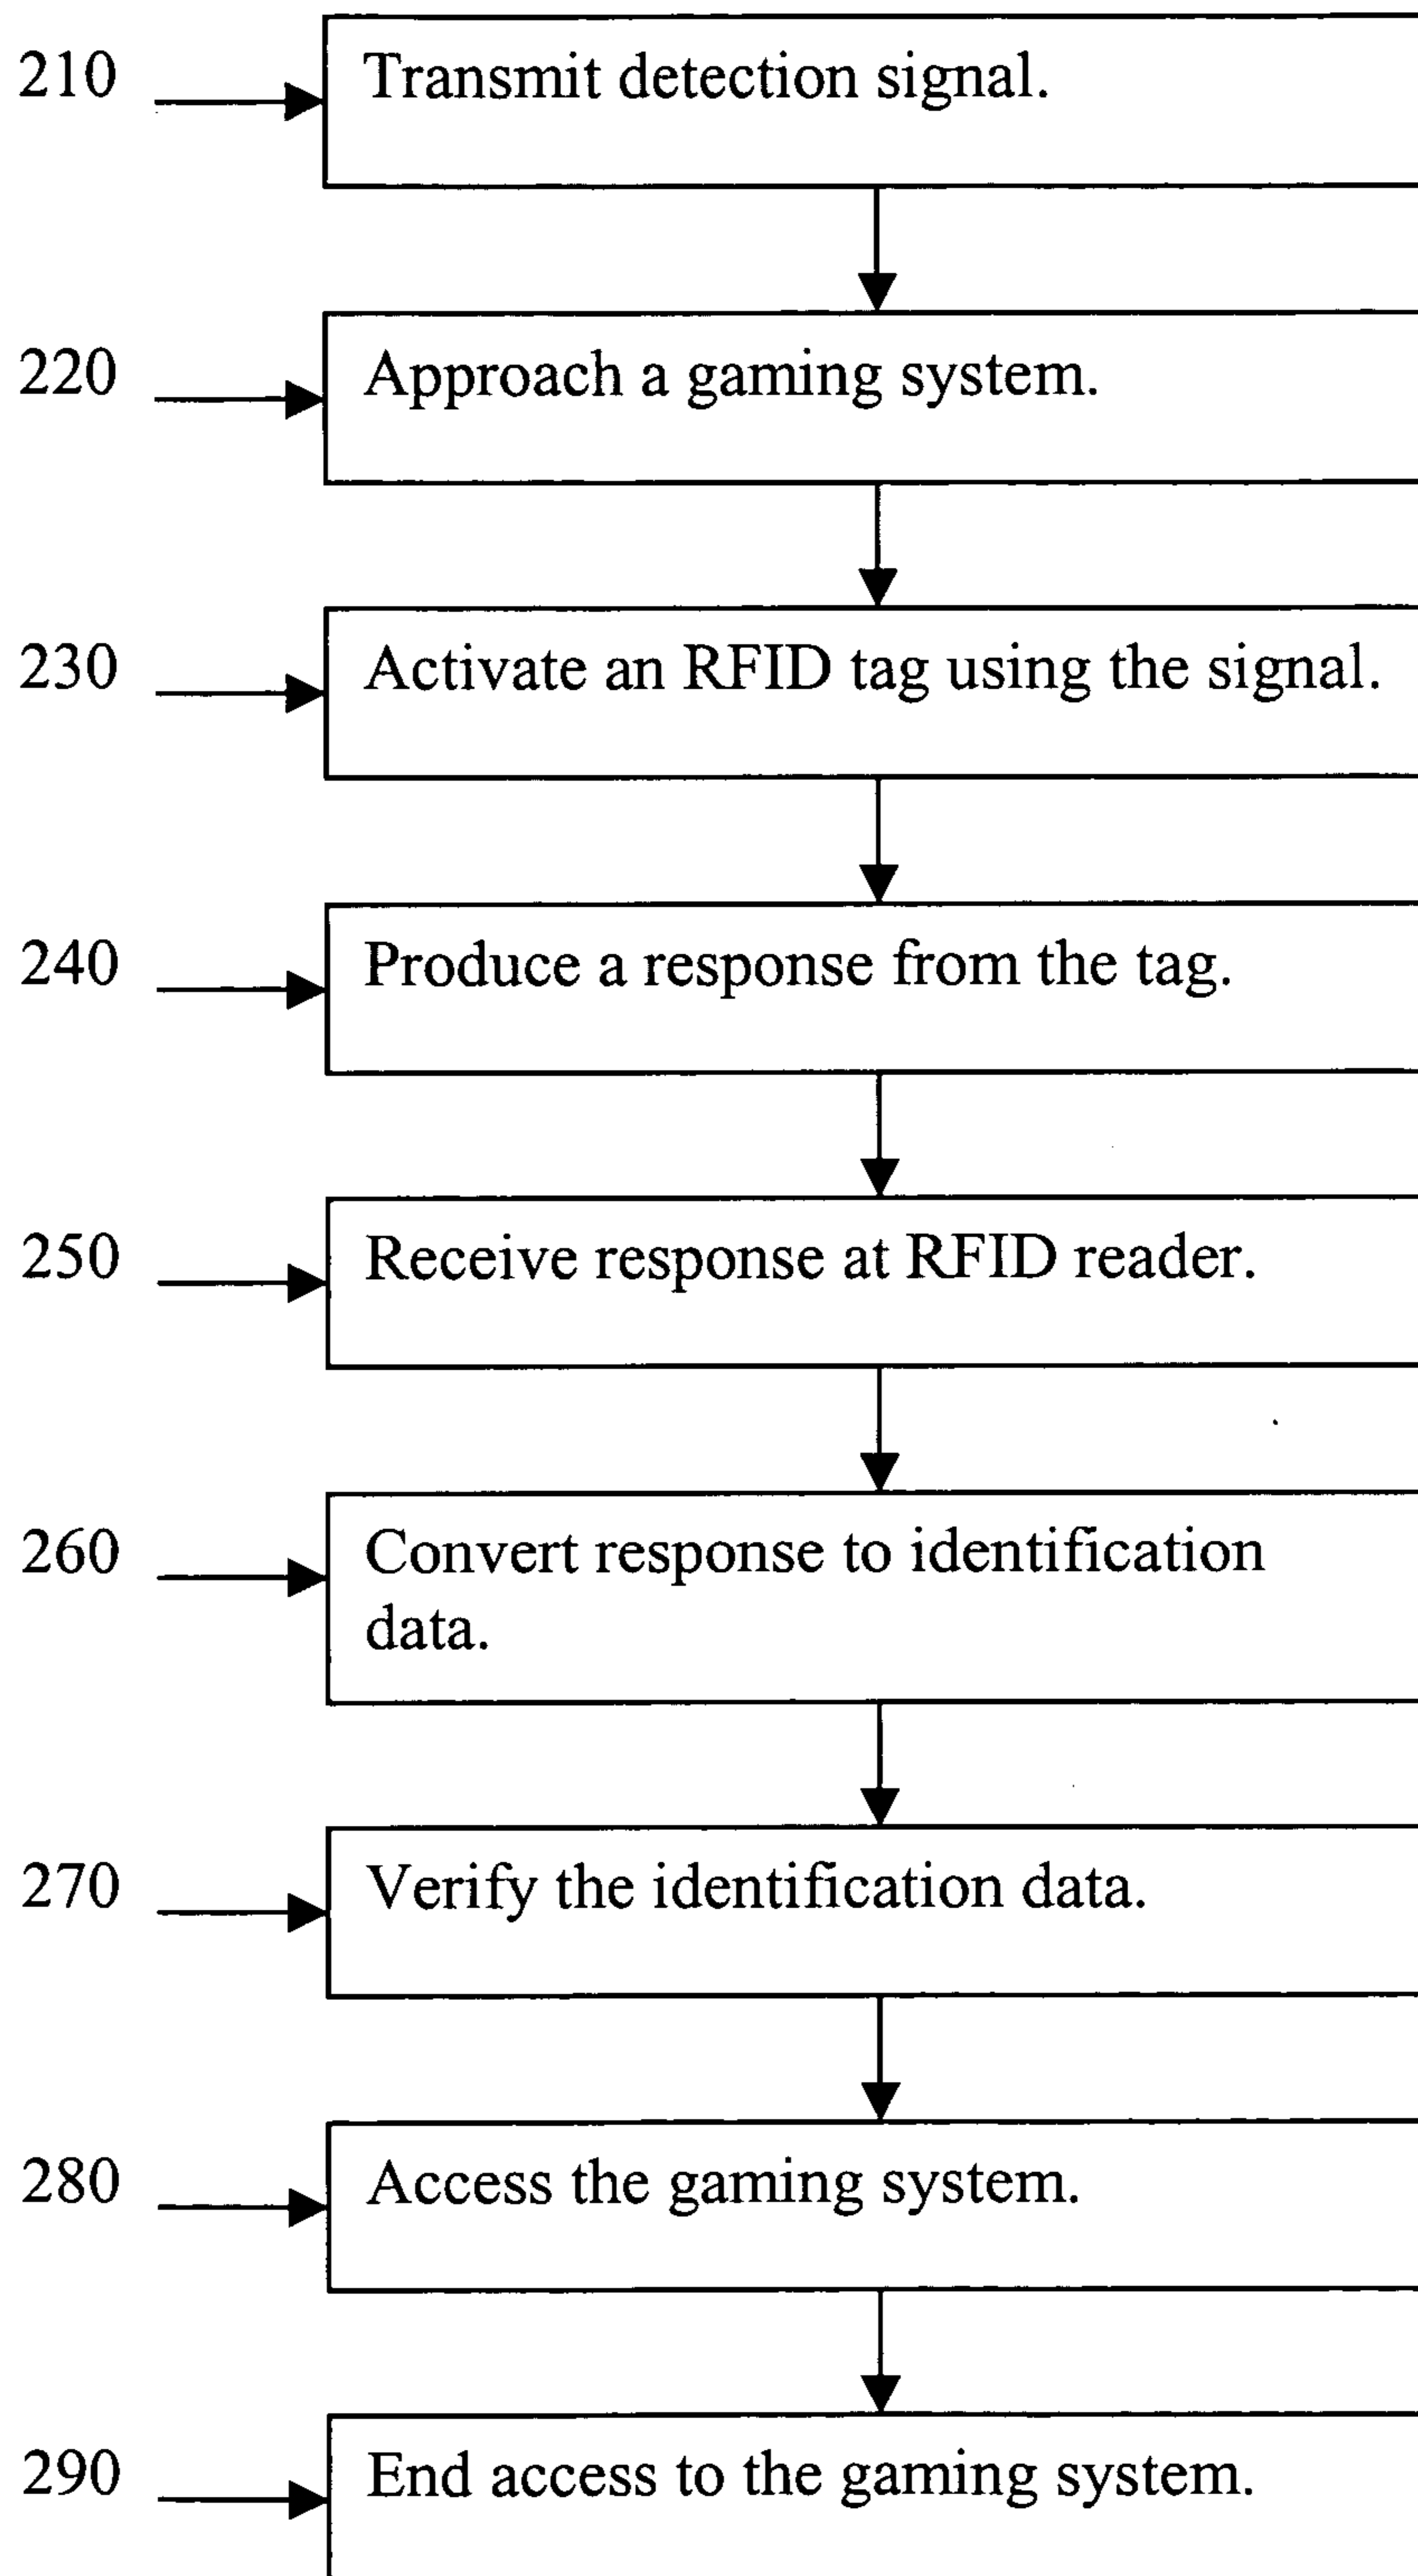 210
Transmit detection signal.
220
Approach a gaming system.
230
Activate an RFID tag using the signal.
240
Produce a response from the tag.
250
Receive response at RFID reader.
260
Convert response to identification
data.
270
Verify the identification data.
280
Access the gaming system.
290
End access to the gaming system.